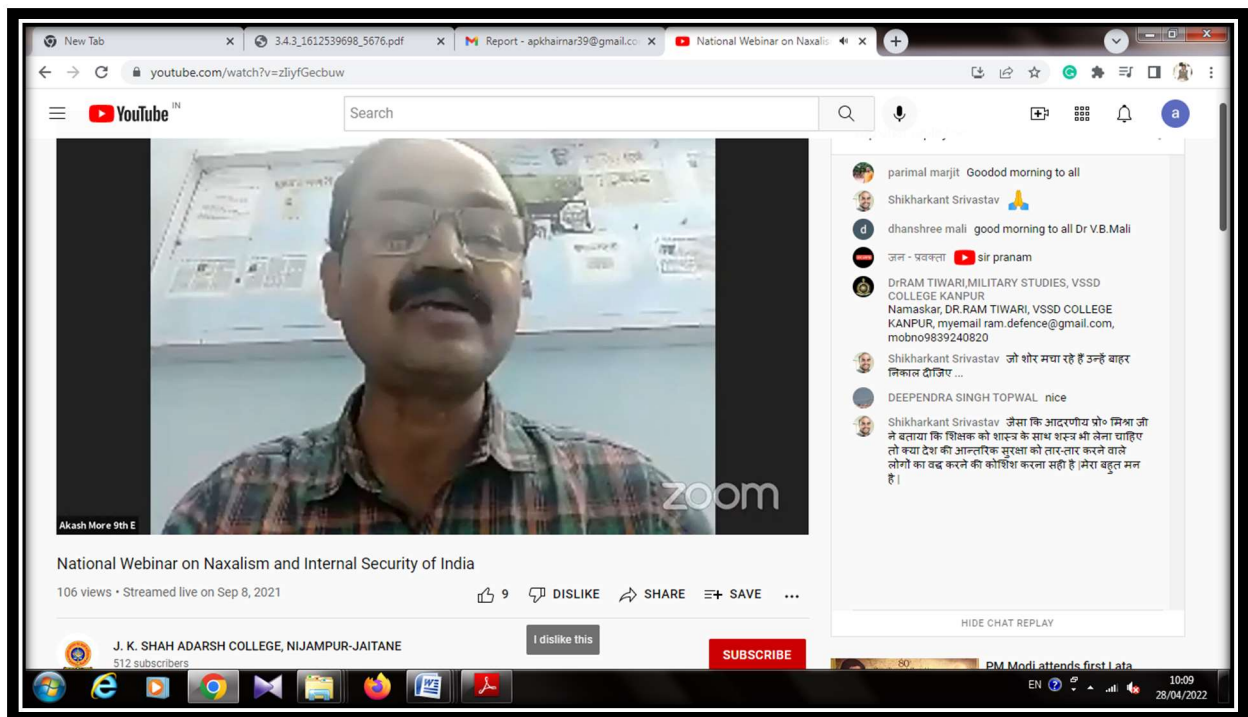 New Tab
3.4.3_1612539698_5676.pdf
Report - apkhairnar39@gmail.co
National Webinar on Naxalis
youtube.com/watch?v=zIiyfGecbuw
YouTube IN
Search
a
parimal marjit Goodod morning to all
Shikharkant Srivastav 🙏
d dhanshree mali good morning to all Dr V.B.Mali
जन - प्रवक्ता sir pranam
DrRAM TIWARI,MILITARY STUDIES, VSSD
COLLEGE KANPUR
Namaskar, DR.RAM TIWARI, VSSD COLLEGE
KANPUR, myemail ram.defence@gmail.com,
mobno9839240820
Shikharkant Srivastav जो शोर मचा रहे हैं उन्हें बाहर
निकाल दीजिए ...
DEEPENDRA SINGH TOPWAL nice
Shikharkant Srivastav जैसा कि आदरणीय प्रो० मिश्रा जी
ने बताया कि शिक्षक को शास्त्र के साथ शस्त्र भी लेना चाहिए
तो क्या देश की आन्तरिक सुरक्षा को तार-तार करने वाले
लोगों का वद्ध करने की कोशिश करना सही है |मेरा बहुत मन
है |
zoom
Akash More 9th E
National Webinar on Naxalism and Internal Security of India
106 views • Streamed live on Sep 8, 2021
9 DISLIKE SHARE SAVE ...
HIDE CHAT REPLAY
I dislike this
J. K. SHAH ADARSH COLLEGE, NIJAMPUR-JAITANE
512 subscribers
SUBSCRIBE
80
PM Modi attends first Lata
EN
10:09
28/04/2022